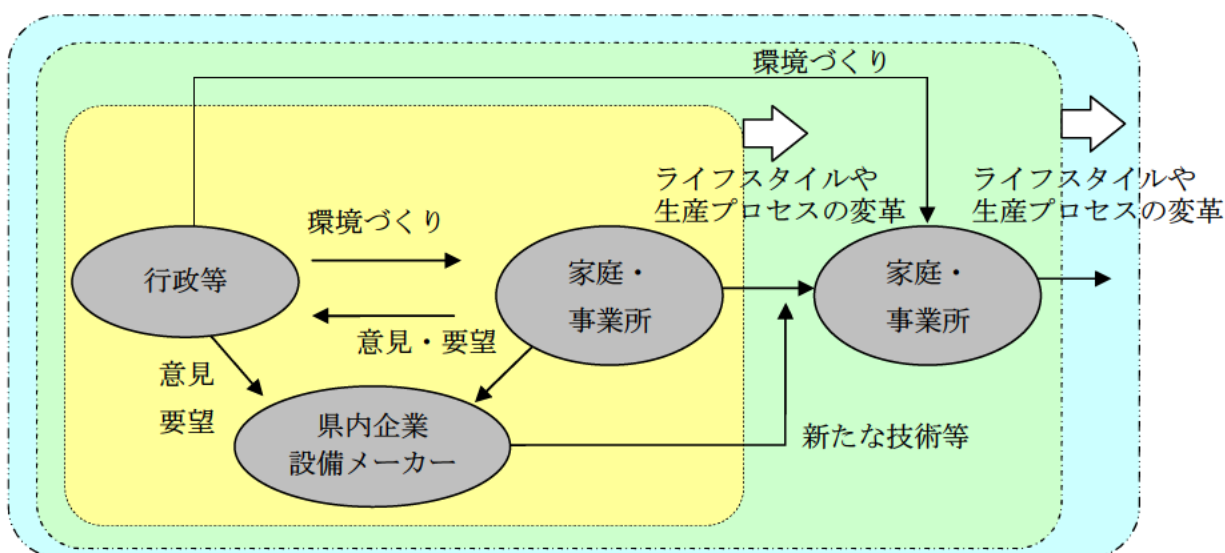 環境づくり
ライフスタイルや
生産プロセスの変革
ライフスタイルや
生産プロセスの変革
環境づくり
行政等
家庭・
事業所
家庭・
事業所
意見・要望
意見
要望
県内企業
設備メーカー
新たな技術等